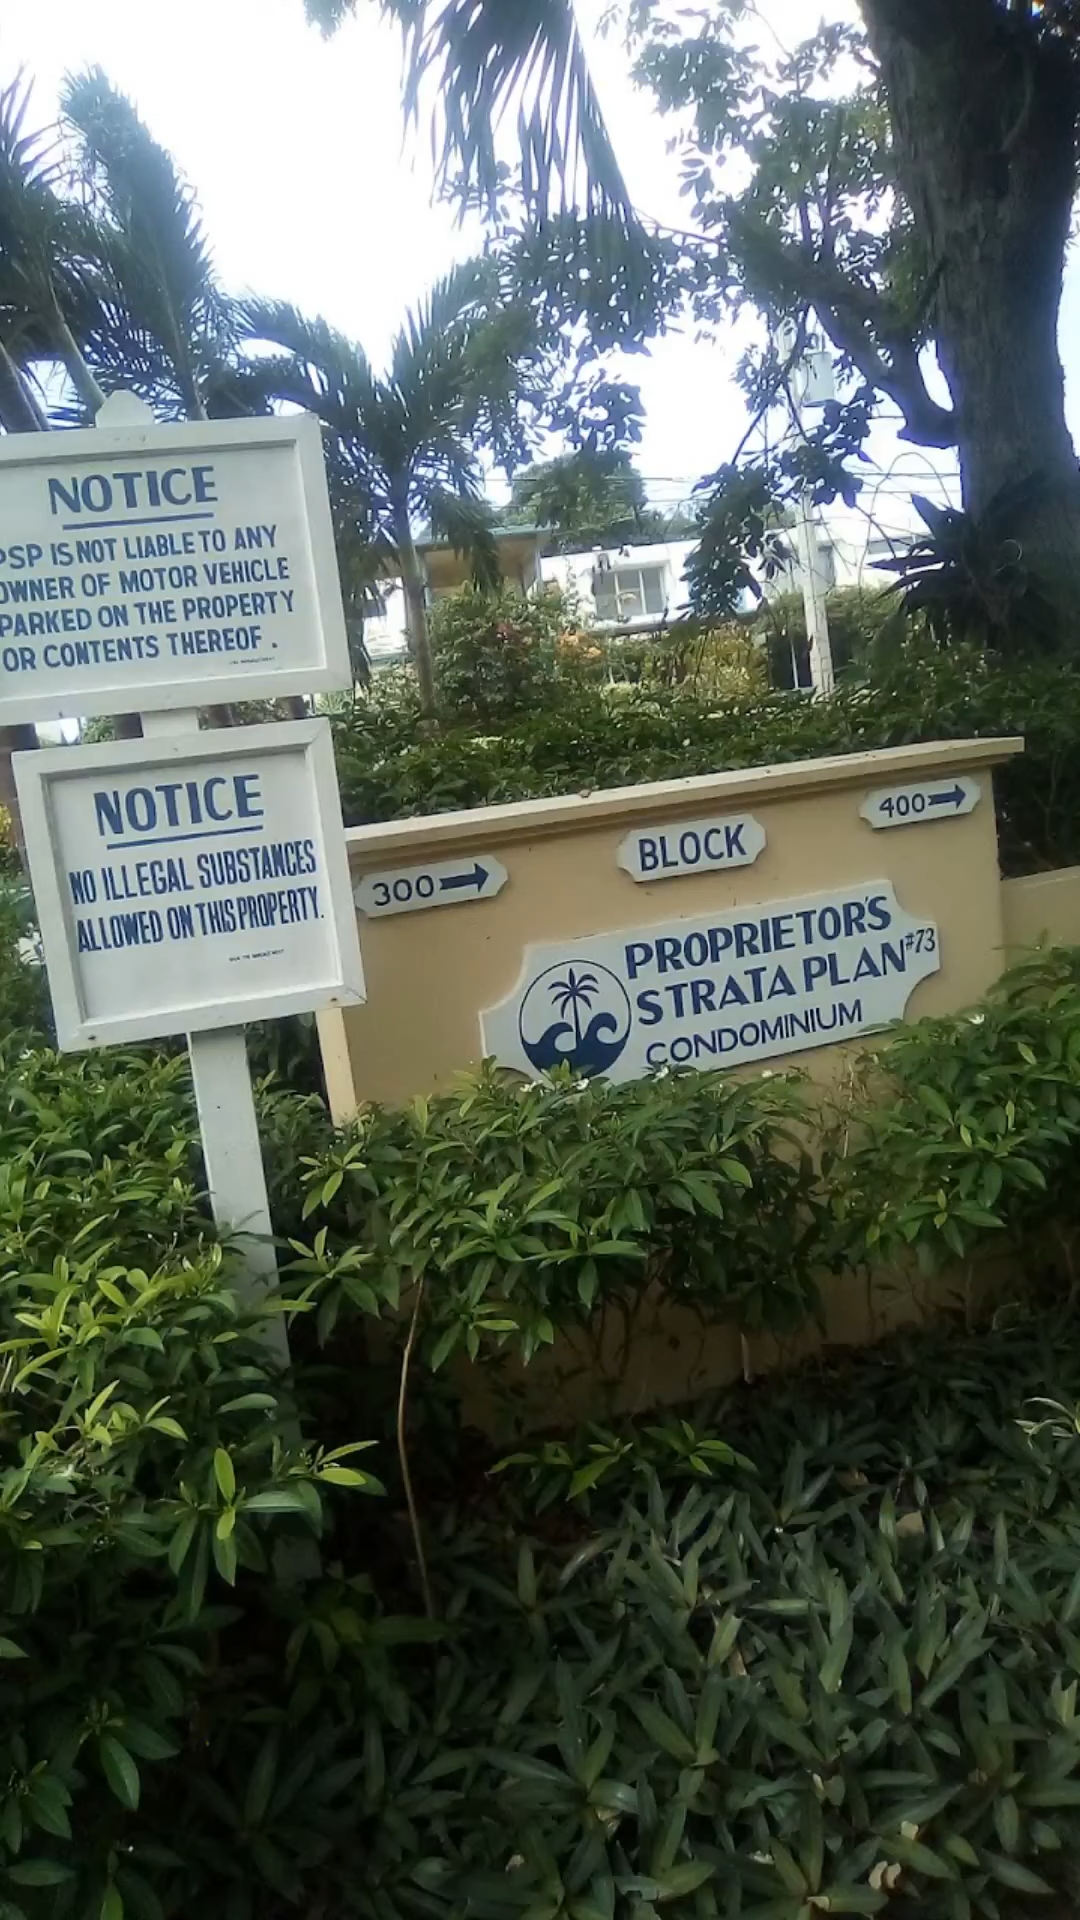 NOTICE
PSP IS NOT LIABLE TO ANY
OWNER OF MOTOR VEHICLE
PARKED ON THE PROPERTY
OR CONTENTS THEREOF.
NOTICE
NO ILLEGAL SUBSTANCES
ALLOWED ON THIS PROPERTY.
300
BLOCK
400
PROPRIETOR'S
STRATA PLAN #73
CONDOMINIUM